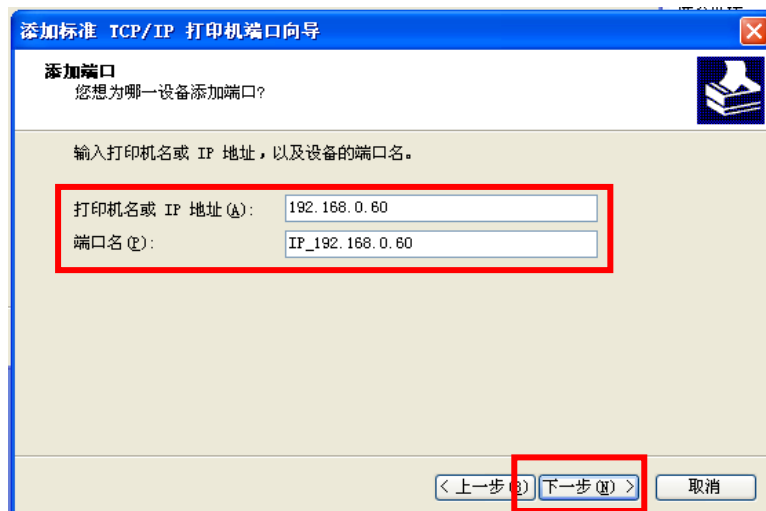 添加标准 TCP/IP 打印机端口向导
添加端口
您想为哪一设备添加端口?
输入打印机名或 IP 地址，以及设备的端口名。
打印机名或 IP 地址(A): 192.168.0.60
端口名(P): IP_192.168.0.60
< 上一步(B) 下一步(N) > 取消